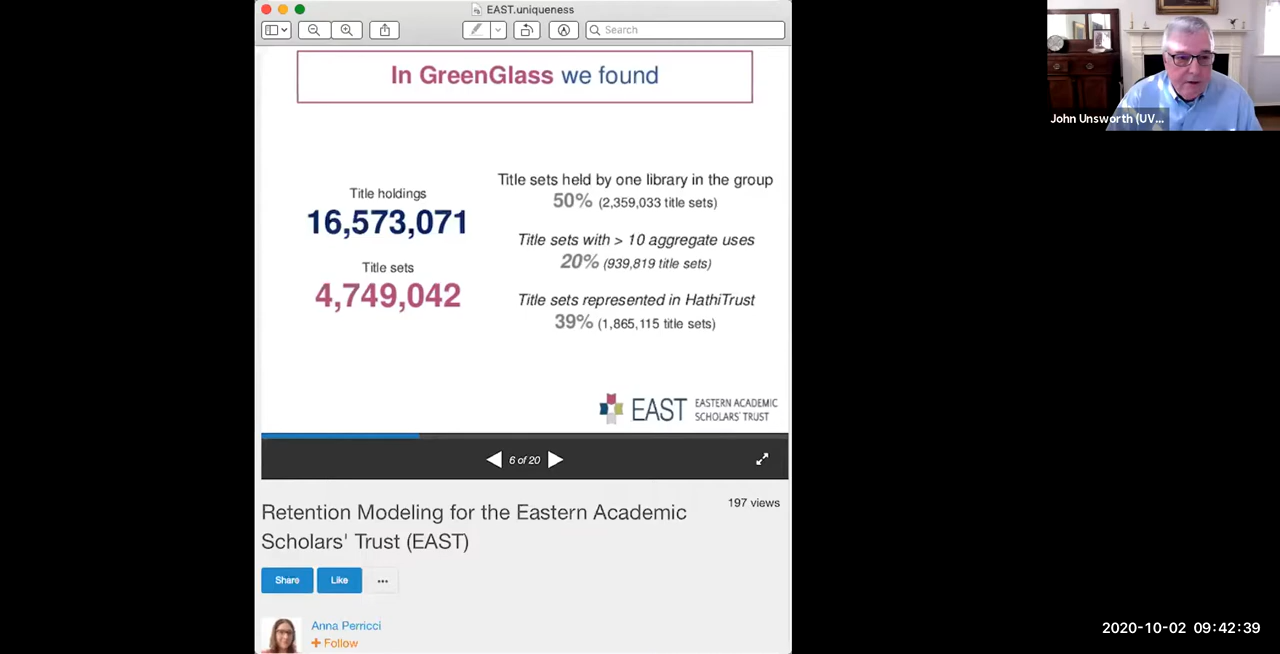 EAST.uniqueness
Search
In GreenGlass we found
Title holdings
16,573,071
Title sets
4,749,042
Title sets held by one library in the group
50% (2,359,033 title sets)
Title sets with > 10 aggregate uses
20% (939,819 title sets)
Title sets represented in HathiTrust
39% (1,865,115 title sets)
EAST EASTERN ACADEMIC
SCHOLARS' TRUST
6 of 20
Retention Modeling for the Eastern Academic
Scholars' Trust (EAST)
197 views
Share
Like
...
Anna Perricci
+ Follow
John Unsworth (UV...
2020-10-02 09:42:39